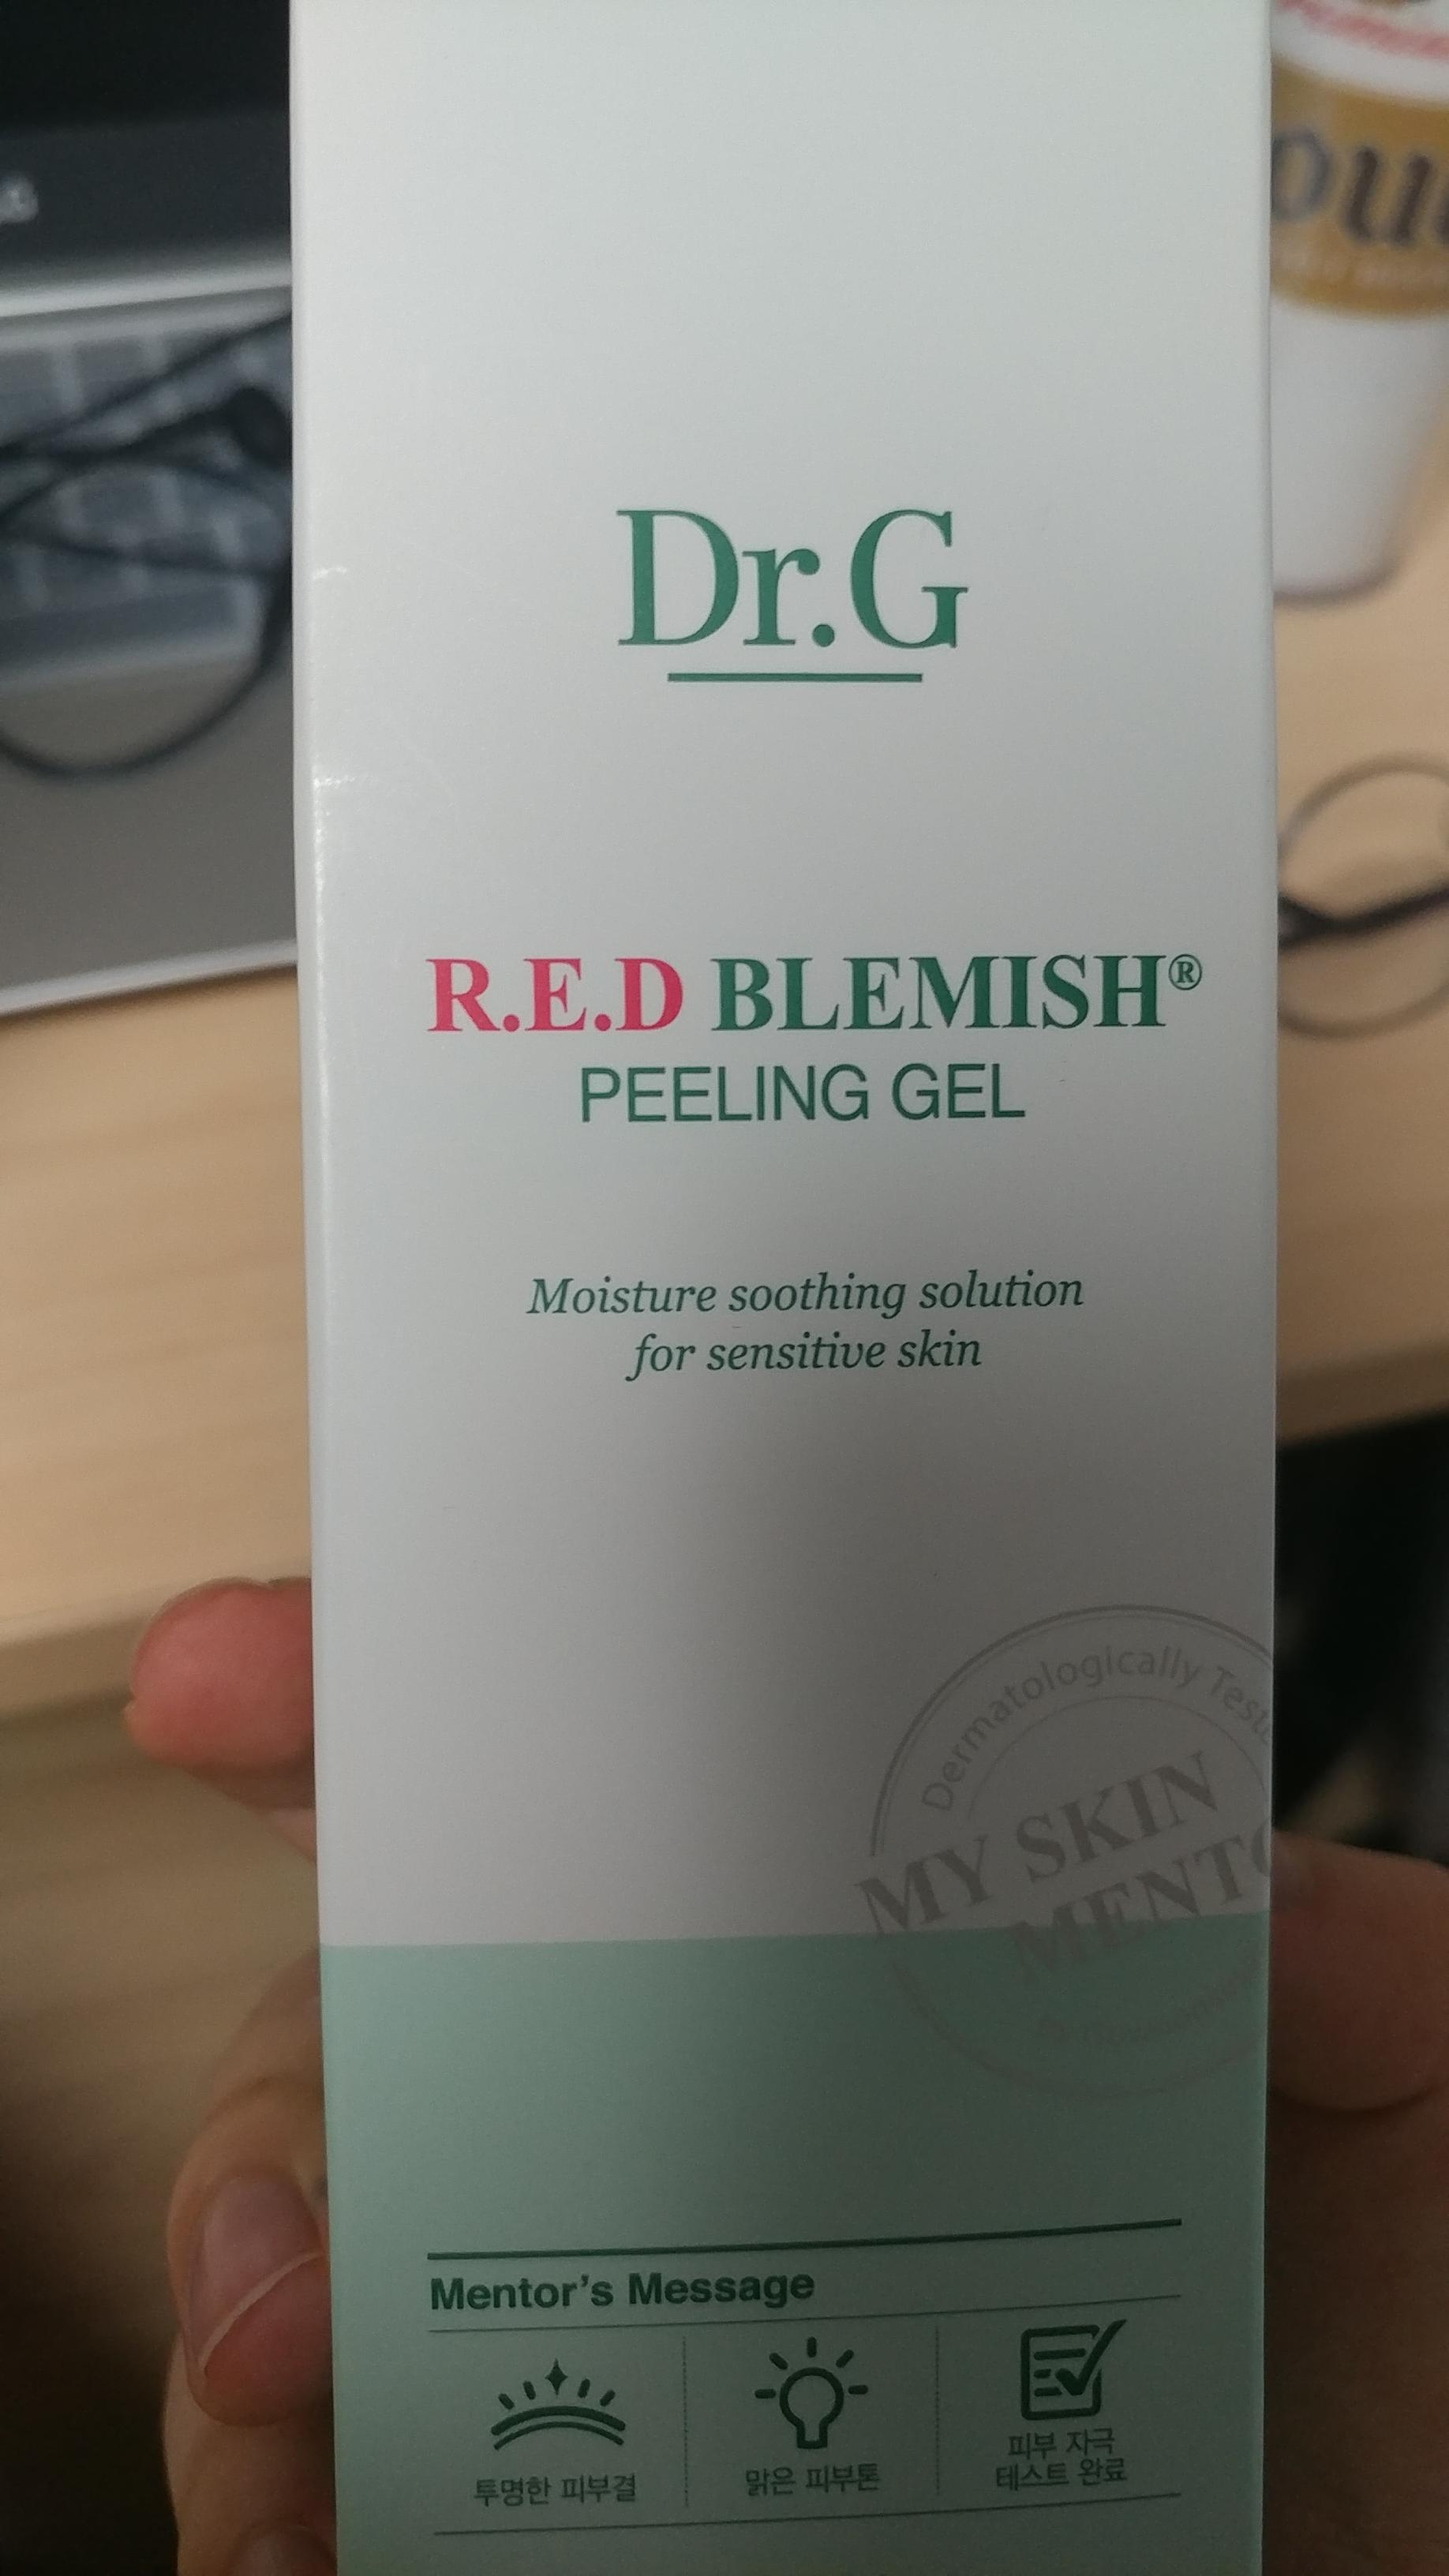 Dr.G
R.E.D BLEMISH®
PEELING GEL
Moisture soothing solution
for sensitive skin
Dermatologically
MY SKIN
Mentor's Message
투명한 피부결
맑은 피부톤
피부 자극
테스트 완료